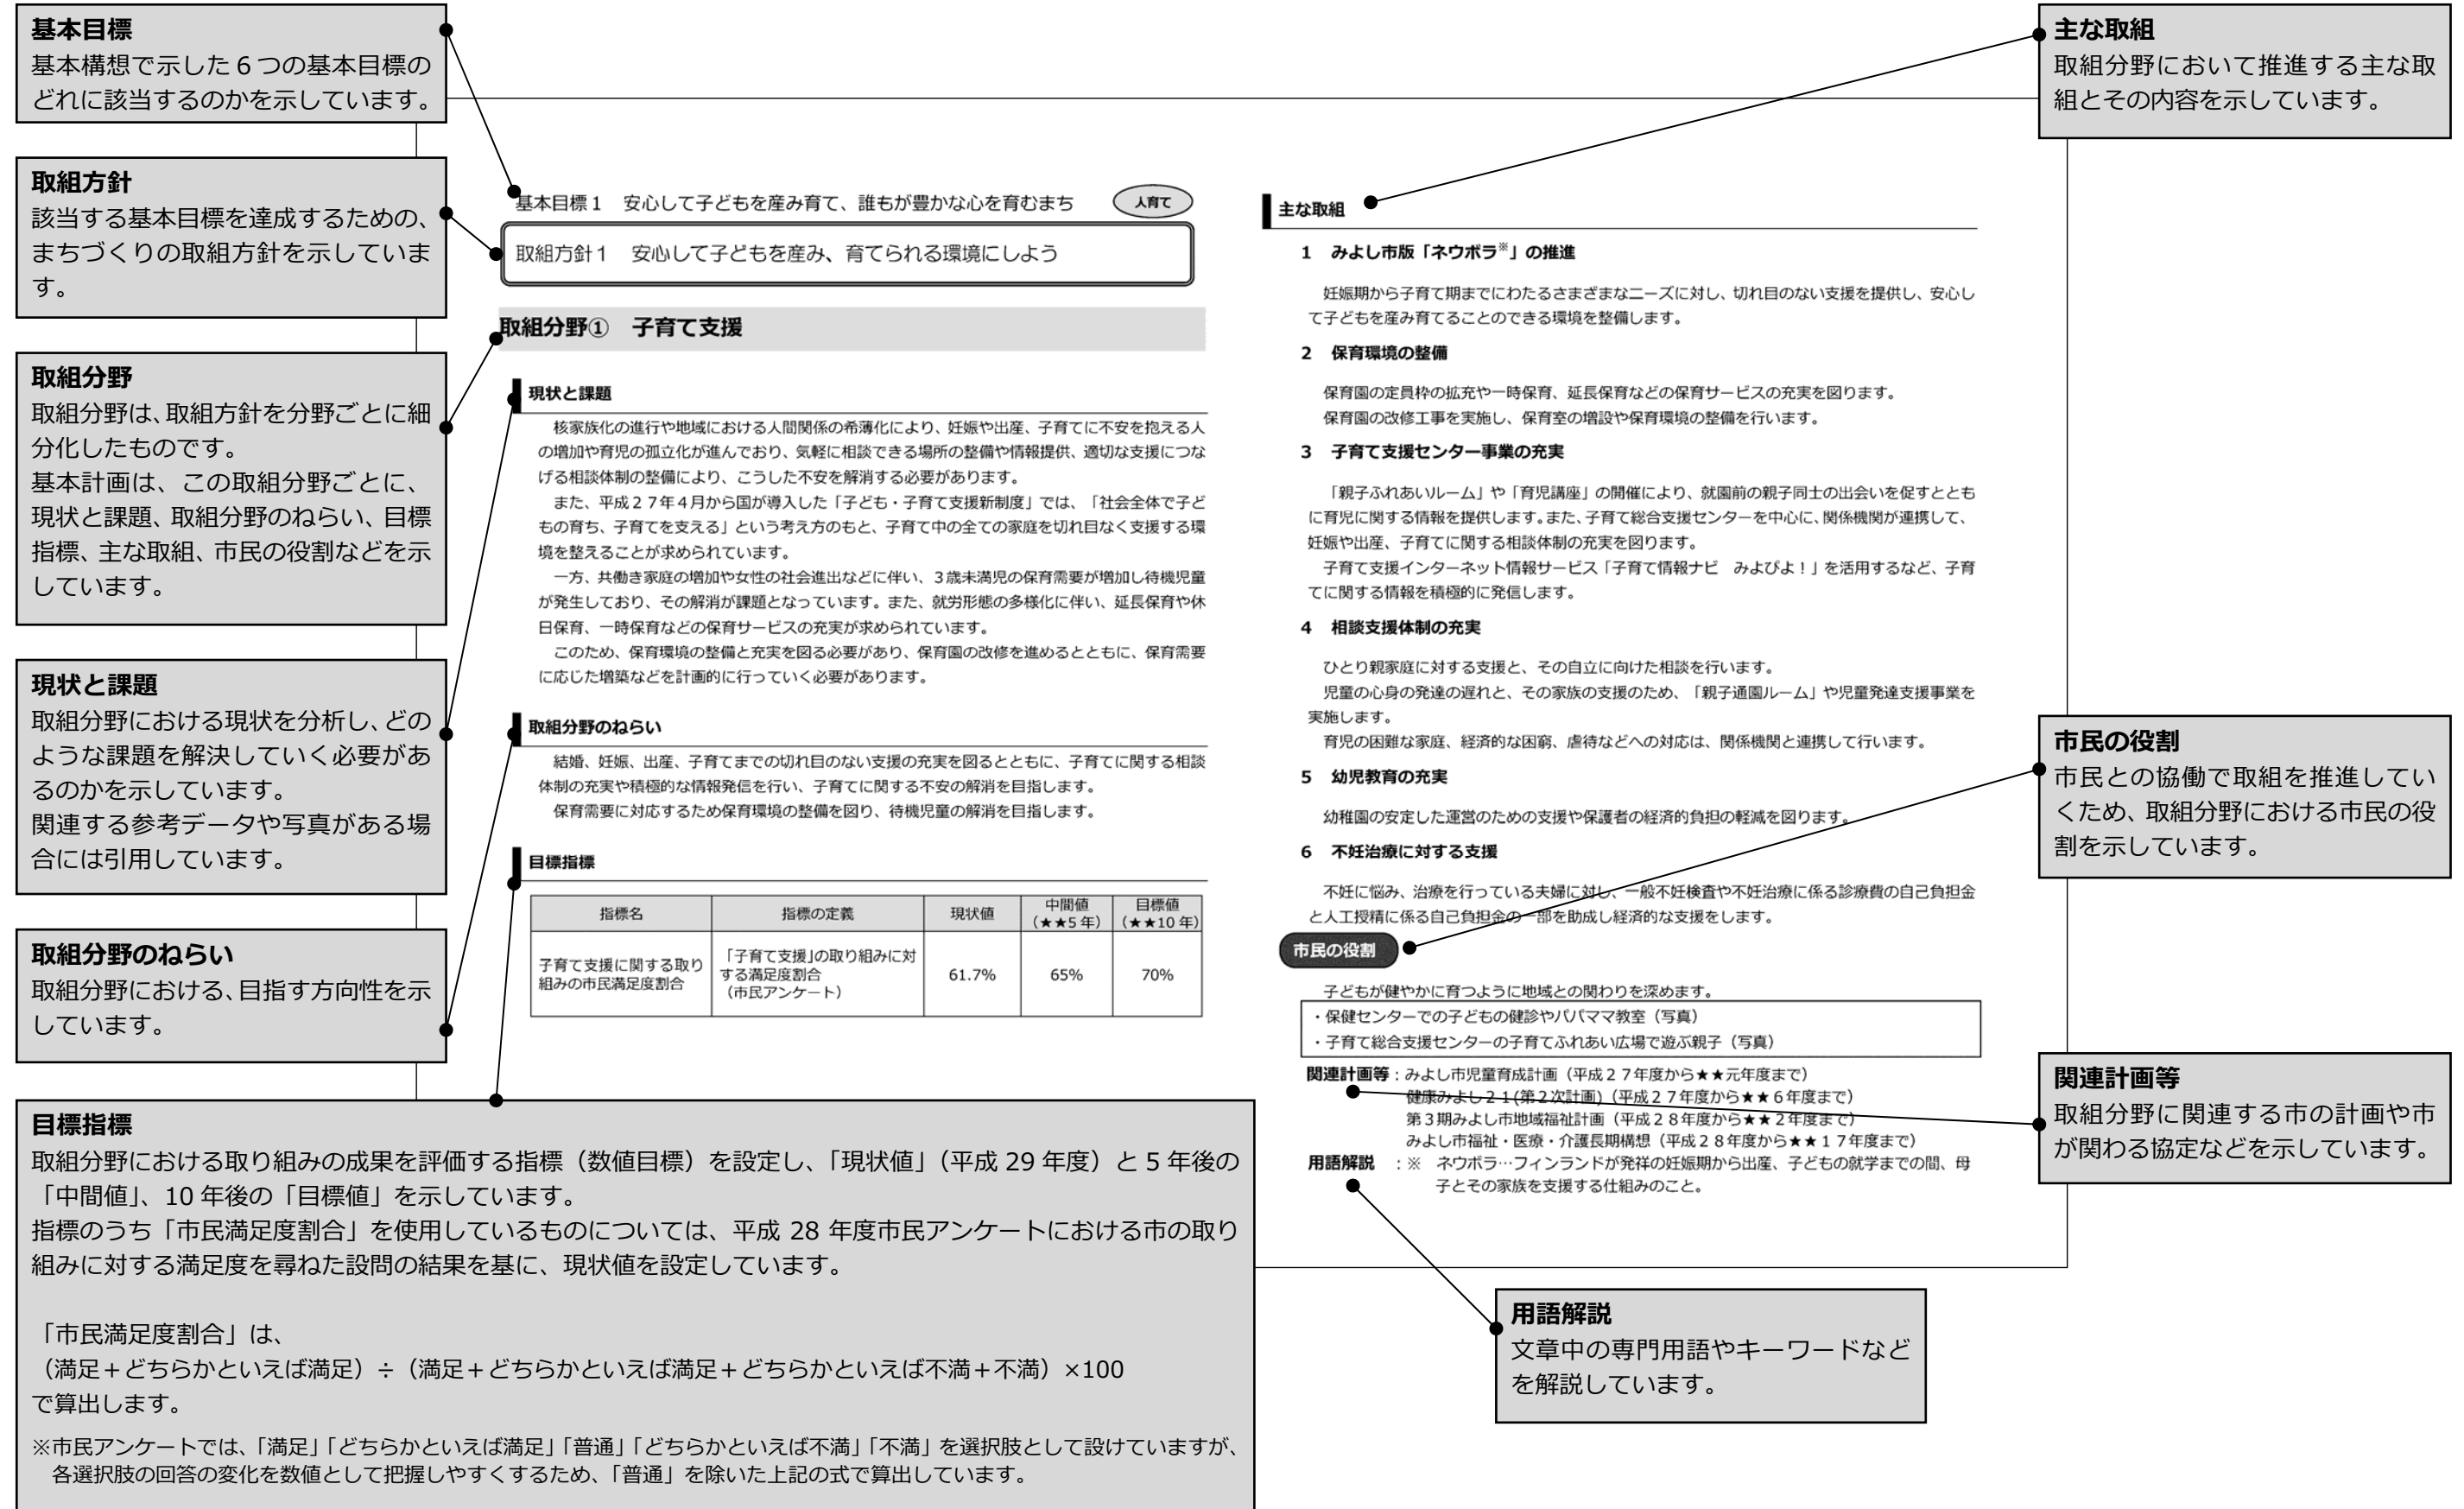 基本目標
基本構想で示した６つの基本目標の
どれに該当するのかを示しています。
取組方針
該当する基本目標を達成するための、
まちづくりの取組方針を示していま
す。
取組分野
取組分野は、取組方針を分野ごとに細
分化したものです。
基本計画は、この取組分野ごとに、
現状と課題、取組分野のねらい、目標
指標、主な取組、市民の役割などを示
しています。
現状と課題
取組分野における現状を分析し、どの
ような課題を解決していく必要があ
るのかを示しています。
関連する参考データや写真がある場
合には引用しています。
取組分野のねらい
取組分野における、目指す方向性を示
しています。
基本目標１　安心して子どもを産み育て、誰もが豊かな心を育むまち　人育て
取組方針１　安心して子どもを産み、育てられる環境にしよう
取組分野①　子育て支援
現状と課題
核家族化の進行や地域における人間関係の希薄化により、妊娠や出産、子育てに不安を抱える人
の増加や育児の孤立化が進んでおり、気軽に相談できる場所の整備や情報提供、適切な支援につな
げる相談体制の整備により、こうした不安を解消する必要があります。
また、平成２７年４月から国が導入した「子ども・子育て支援新制度」では、「社会全体で子ど
もの育ち、子育てを支える」という考え方のもと、子育て中の全ての家庭を切れ目なく支援する環
境を整えることが求められています。
一方、共働き家庭の増加や女性の社会進出などに伴い、３歳未満児の保育需要が増加し待機児童
が発生しており、その解消が課題となっています。また、就労形態の多様化に伴い、延長保育や休
日保育、一時保育などの保育サービスの充実が求められています。
このため、保育環境の整備と充実を図る必要があり、保育園の改修を進めるとともに、保育需要
に応じた増築などを計画的に行っていく必要があります。
取組分野のねらい
結婚、妊娠、出産、子育てまでの切れ目のない支援の充実を図るとともに、子育てに関する相談
体制の充実や積極的な情報発信を行い、子育てに関する不安の解消を目指します。
保育需要に対応するため保育環境の整備を図り、待機児童の解消を目指します。
目標指標
指標名　指標の定義　現状値　中間値（★★5 年）　目標値（★★10 年）
子育て支援に関する取り組みの市民満足度割合　「子育て支援」の取り組みに対する満足度割合（市民アンケート）　61.7%　65%　70%
主な取組
1　みよし市版「ネウボラ※」の推進
妊娠期から子育て期までにわたるさまざまなニーズに対し、切れ目のない支援を提供し、安心し
て子どもを産み育てることのできる環境を整備します。
2　保育環境の整備
保育園の定員枠の拡充や一時保育、延長保育などの保育サービスの充実を図ります。
保育園の改修工事を実施し、保育室の増設や保育環境の整備を行います。
3　子育て支援センター事業の充実
「親子ふれあいルーム」や「育児講座」の開催により、就園前の親子同士の出会いを促すととも
に育児に関する情報を提供します。また、子育て総合支援センターを中心に、関係機関が連携して、
妊娠や出産、子育てに関する相談体制の充実を図ります。
子育て支援インターネット情報サービス「子育て情報ナビ　みよぴよ！」を活用するなど、子育
てに関する情報を積極的に発信します。
4　相談支援体制の充実
ひとり親家庭に対する支援と、その自立に向けた相談を行います。
児童の心身の発達の遅れと、その家族の支援のため、「親子通園ルーム」や児童発達支援事業を
実施します。
育児の困難な家庭、経済的な困窮、虐待などへの対応は、関係機関と連携して行います。
5　幼児教育の充実
幼稚園の安定した運営のための支援や保護者の経済的負担の軽減を図ります。
6　不妊治療に対する支援
不妊に悩み、治療を行っている夫婦に対し、一般不妊検査や不妊治療に係る診療費の自己負担金
と人工授精に係る自己負担金の一部を助成し経済的な支援をします。
市民の役割
子どもが健やかに育つように地域との関わりを深めます。
・保健センターでの子どもの健診やパパママ教室（写真）
・子育て総合支援センターの子育てふれあい広場で遊ぶ親子（写真）
関連計画等：みよし市児童育成計画（平成２７年度から★★元年度まで）
健康みよし２１(第２次計画)（平成２７年度から★★６年度まで）
第３期みよし市地域福祉計画（平成２８年度から★★２年度まで）
みよし市福祉・医療・介護長期構想（平成２８年度から★★１７年度まで）
用語解説　：※　ネウボラ…フィンランドが発祥の妊娠期から出産、子どもの就学までの間、母
子とその家族を支援する仕組みのこと。
主な取組
取組分野において推進する主な取
組とその内容を示しています。
市民の役割
市民との協働で取組を推進してい
くため、取組分野における市民の役
割を示しています。
関連計画等
取組分野に関連する市の計画や市
が関わる協定などを示しています。
目標指標
取組分野における取り組みの成果を評価する指標（数値目標）を設定し、「現状値」（平成 29 年度）と 5 年後の
「中間値」、10 年後の「目標値」を示しています。
指標のうち「市民満足度割合」を使用しているものについては、平成 28 年度市民アンケートにおける市の取り
組みに対する満足度を尋ねた設問の結果を基に、現状値を設定しています。
「市民満足度割合」は、
（満足＋どちらかといえば満足）÷（満足＋どちらかといえば満足＋どちらかといえば不満＋不満）×100
で算出します。
※市民アンケートでは、「満足」「どちらかといえば満足」「普通」「どちらかといえば不満」「不満」を選択肢として設けていますが、
各選択肢の回答の変化を数値として把握しやすくするため、「普通」を除いた上記の式で算出しています。
用語解説
文章中の専門用語やキーワードなど
を解説しています。